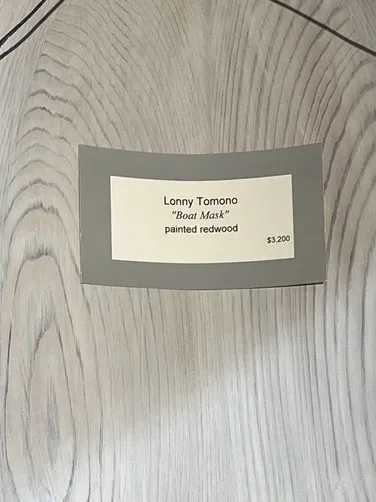 Lonny Tomono
"Boat Mask"
painted redwood
$3,200